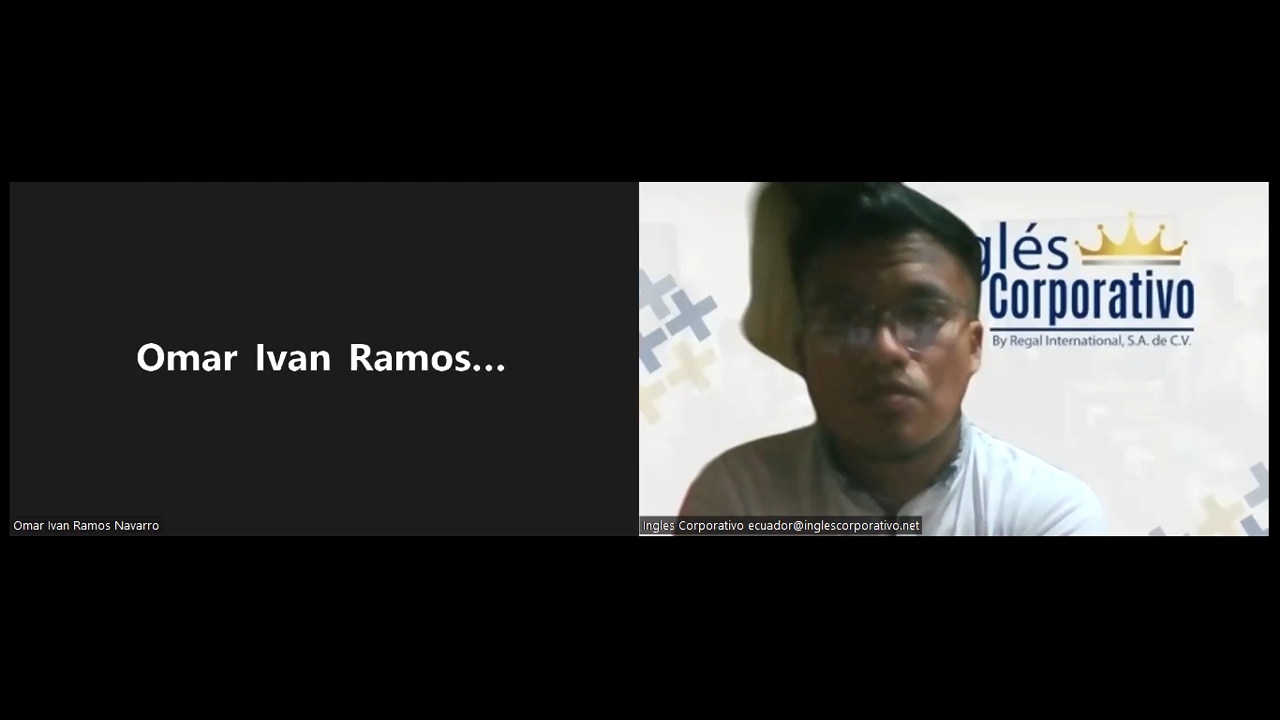 Omar Ivan Ramos...
Omar Ivan Ramos Navarro
glés
Corporativo
By Regal International, S.A. de C.V.
Ingles Corporativo ecuador@inglescorporativo.net